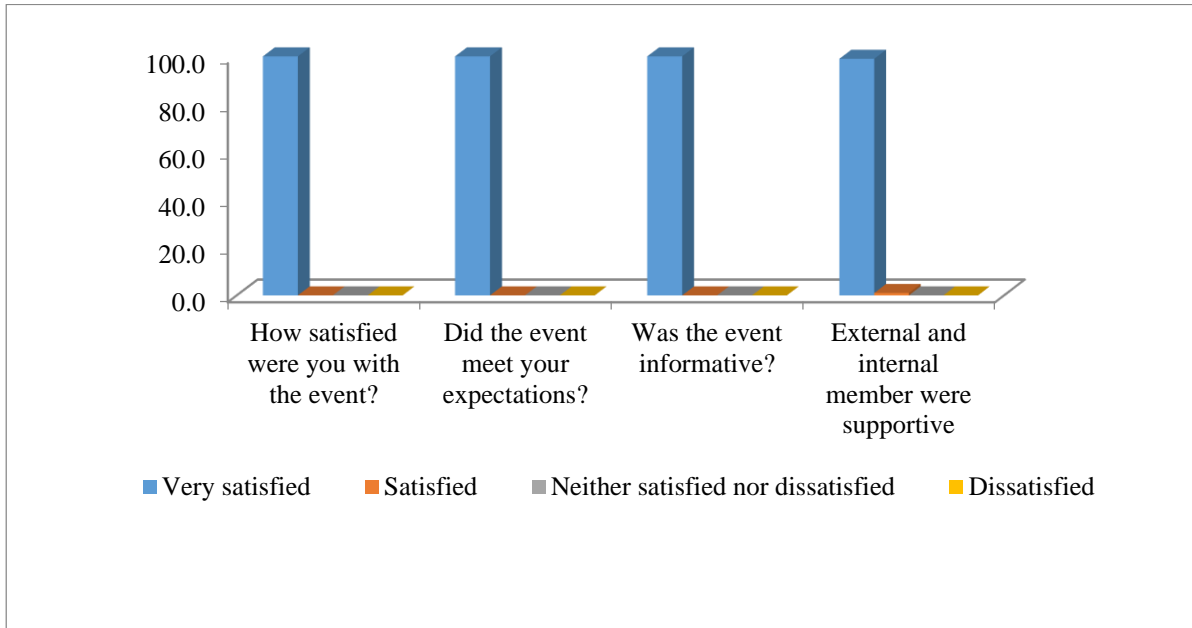 100.0
80.0
60.0
40.0
20.0
0.0
How satisfied
were you with
the event?
Did the event
meet your
expectations?
Was the event
informative?
External and
internal
member were
supportive
Very satisfied
Satisfied
Neither satisfied nor dissatisfied
Dissatisfied